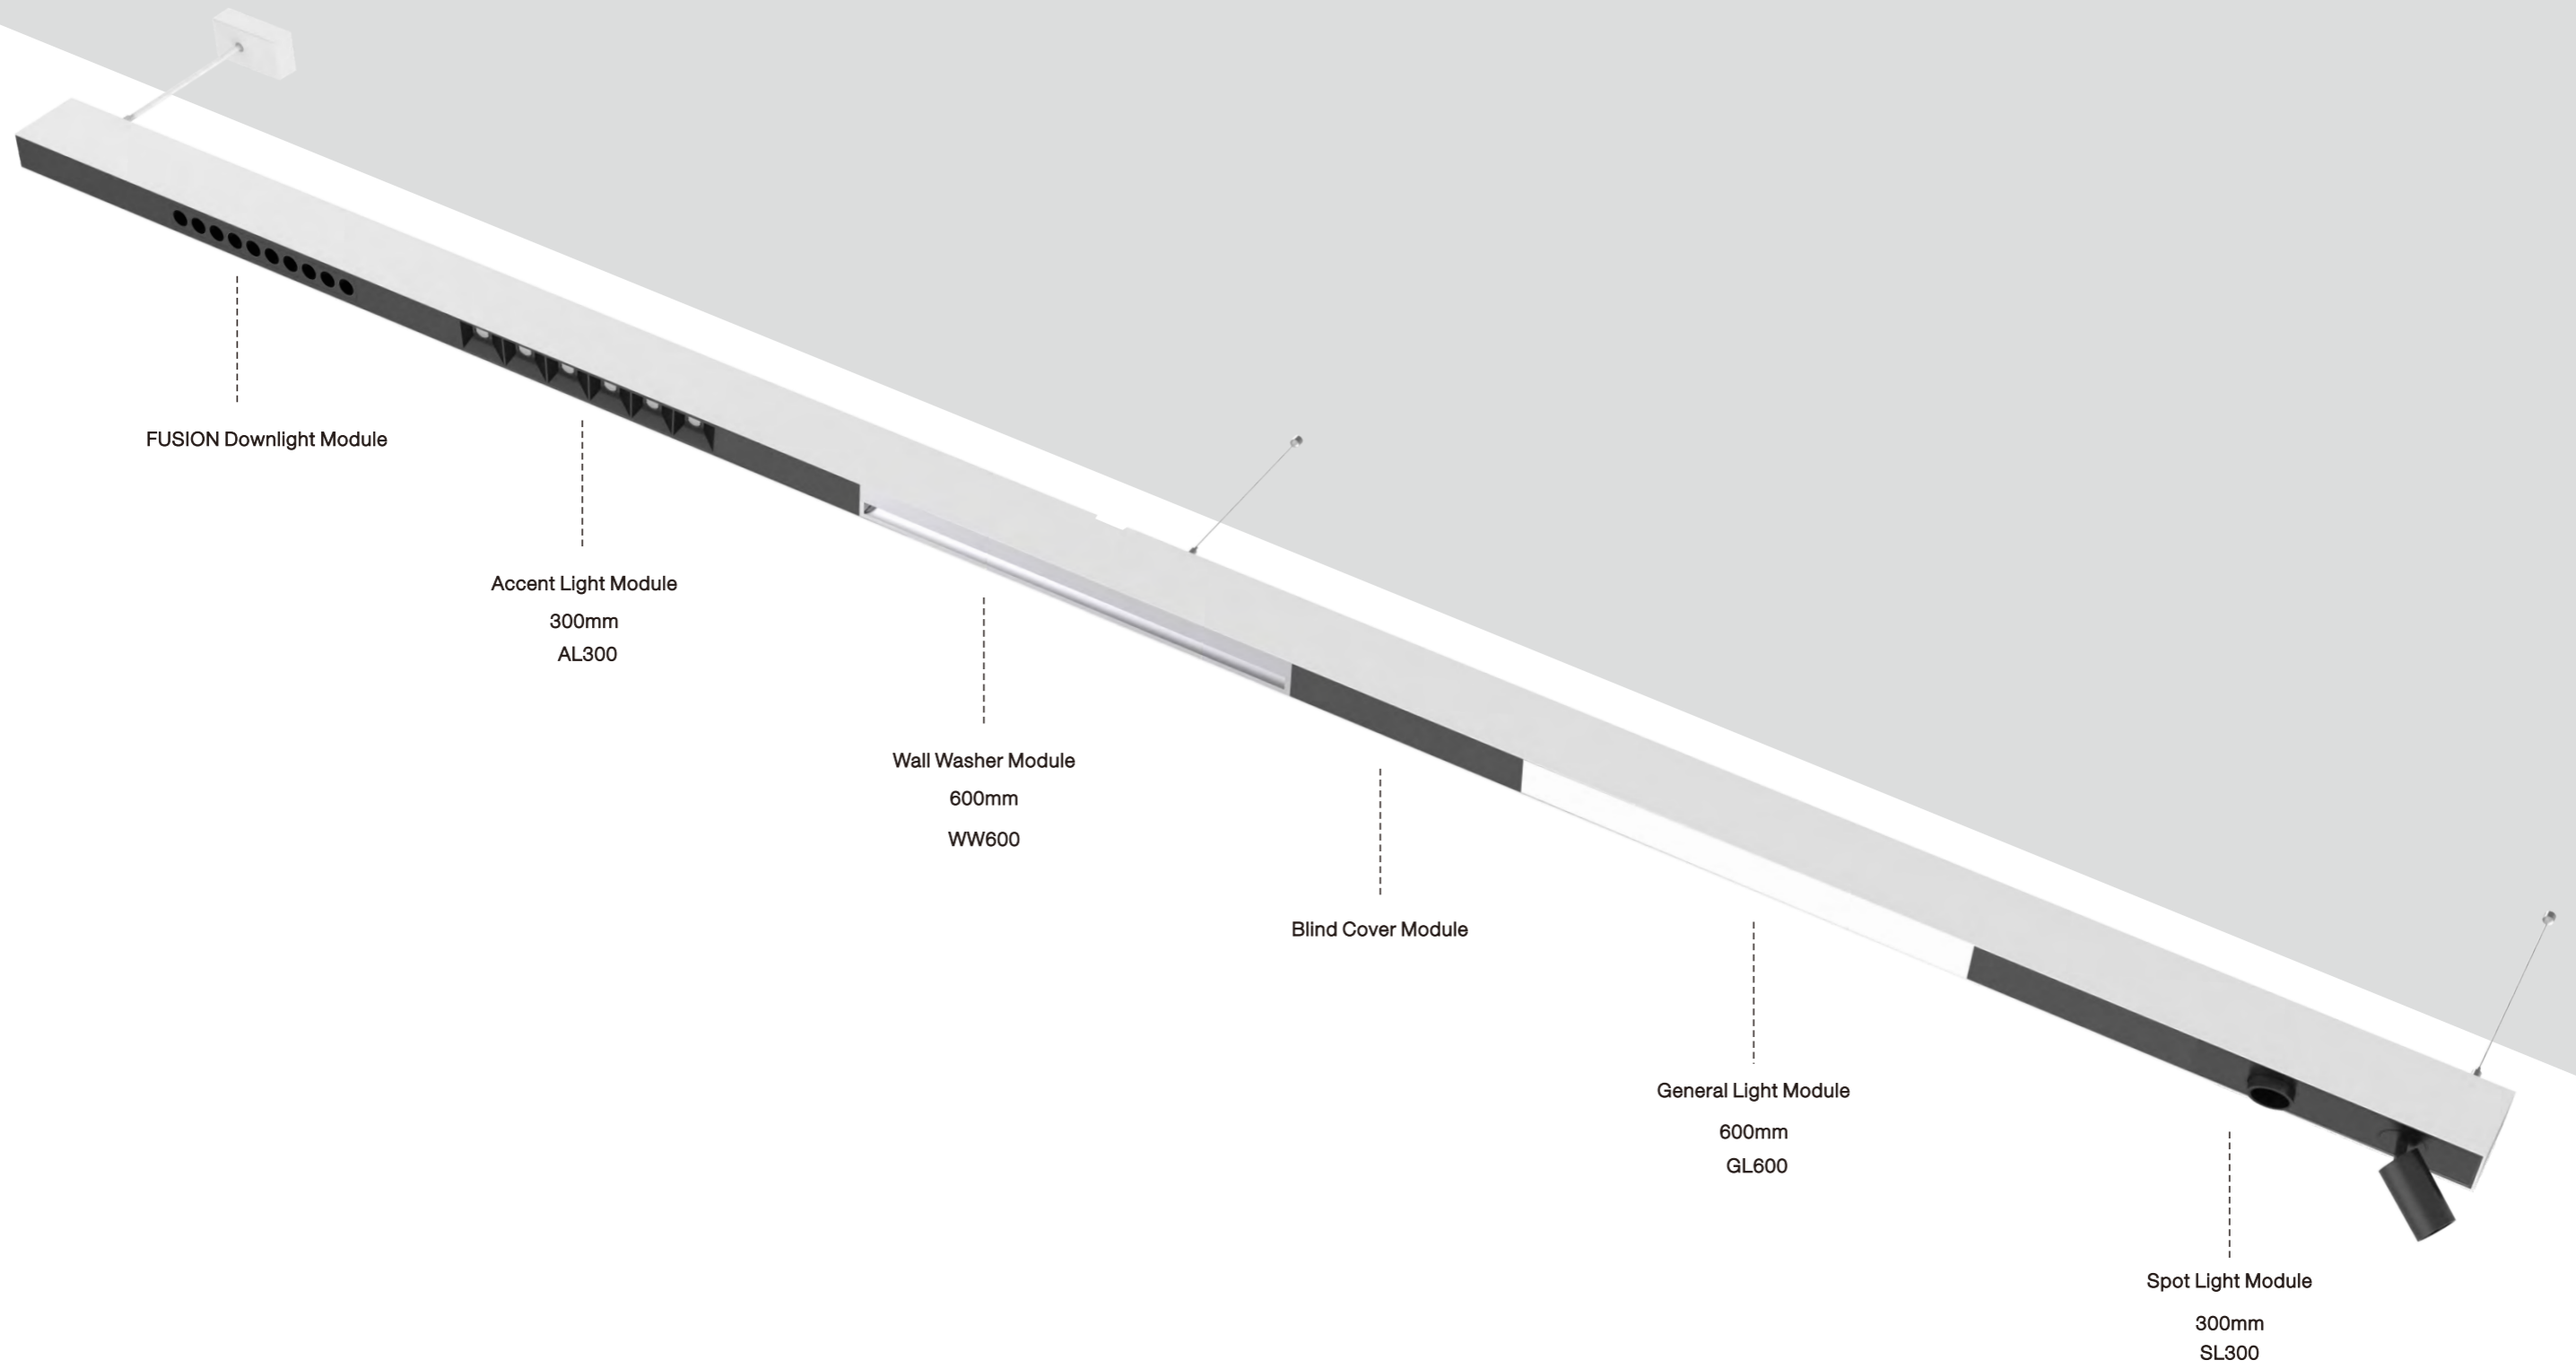 FUSION Downlight Module
Accent Light Module
300mm
AL300
Wall Washer Module
600mm
WW600
Blind Cover Module
General Light Module
600mm
GL600
Spot Light Module
300mm
SL300